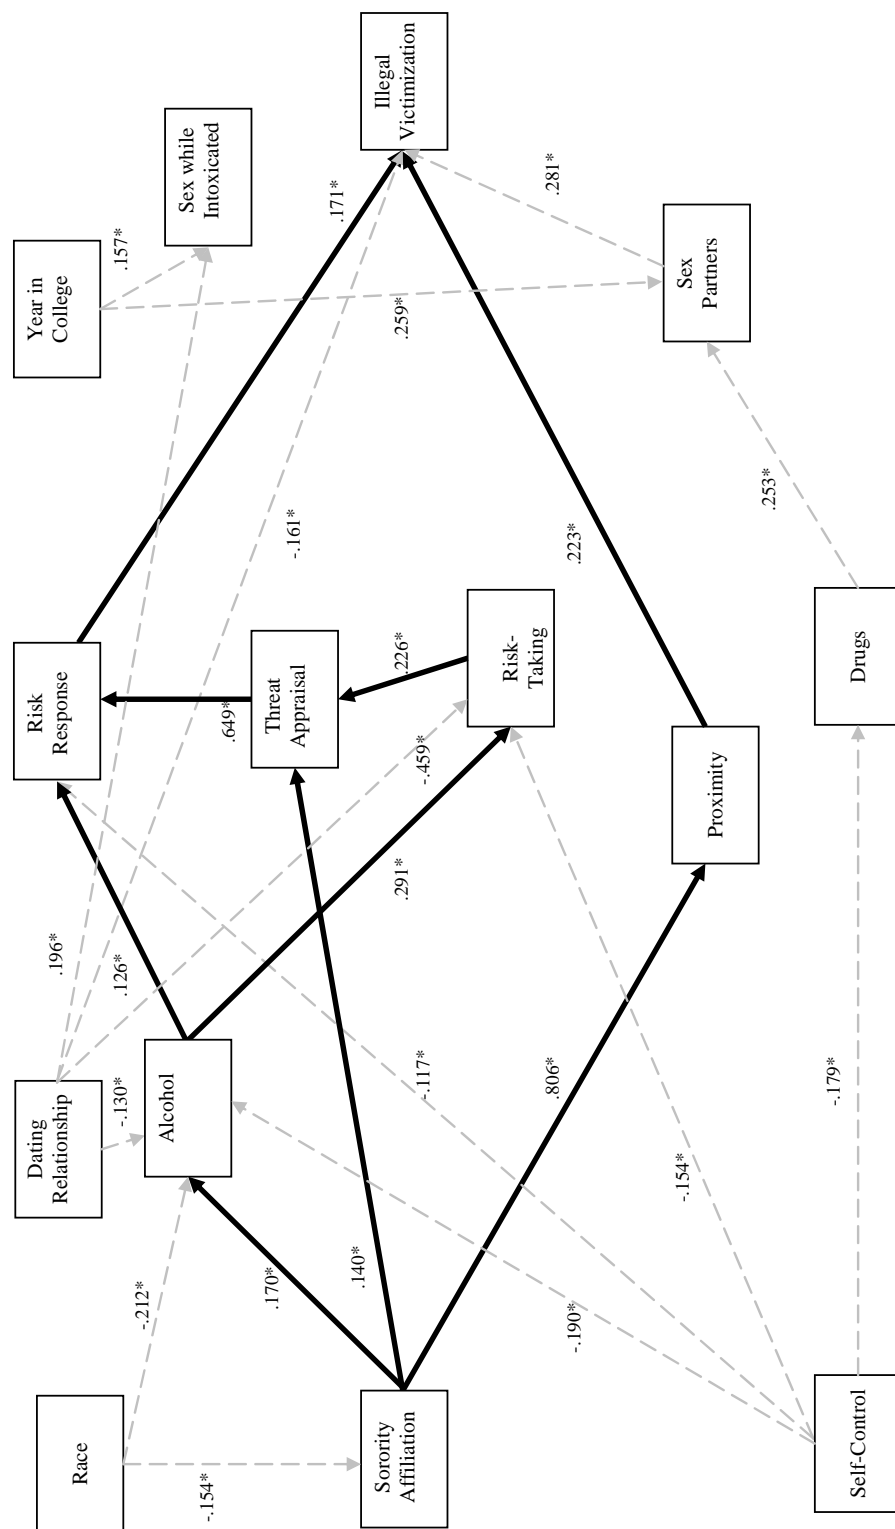 Race
Dating
Relationship
Risk
Response
Year in
College
Alcohol
Sex while
Intoxicated
Sorority
Affiliation
Threat
Appraisal
Illegal
Victimization
Risk-
Taking
Proximity
Sex
Partners
Self-Control
Drugs
-.154*
-.212*
-.130*
.196*
.126*
.157*
.170*
.140*
.649*
-.161*
.171*
.291*
-.459*
.226*
.259*
-.117*
.806*
.223*
.281*
-.190*
-.154*
-.179*
.253*